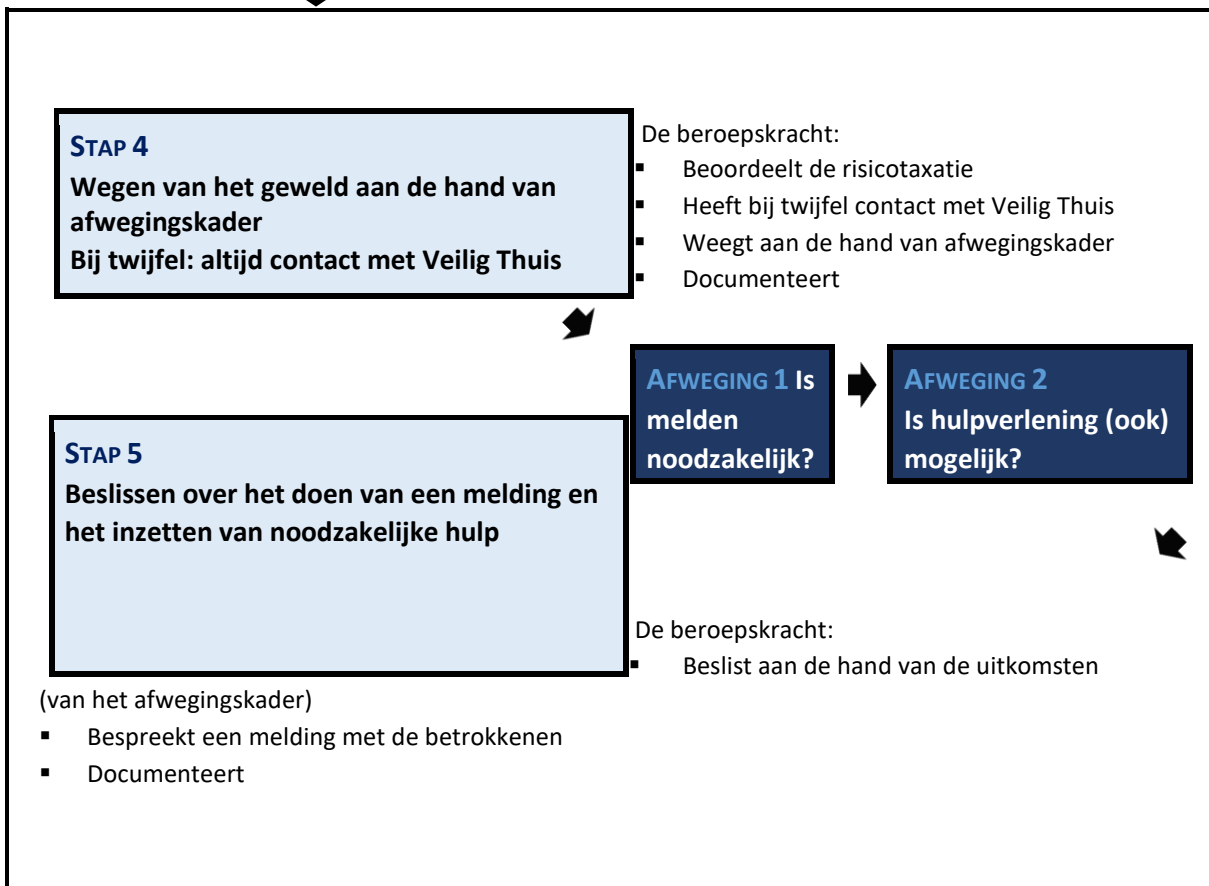 STAP 4
Wegen van het geweld aan de hand van
afwegingskader
Bij twijfel: altijd contact met Veilig Thuis
De beroepskracht:
▪ Beoordeelt de risicotaxatie
▪ Heeft bij twijfel contact met Veilig Thuis
▪ Weegt aan de hand van afwegingskader
▪ Documenteert
AFWEGING 1 Is
melden
noodzakelijk?
AFWEGING 2
Is hulpverlening (ook)
mogelijk?
STAP 5
Beslissen over het doen van een melding en
het inzetten van noodzakelijke hulp
De beroepskracht:
▪ Beslist aan de hand van de uitkomsten
(van het afwegingskader)
▪ Bespreekt een melding met de betrokkenen
▪ Documenteert